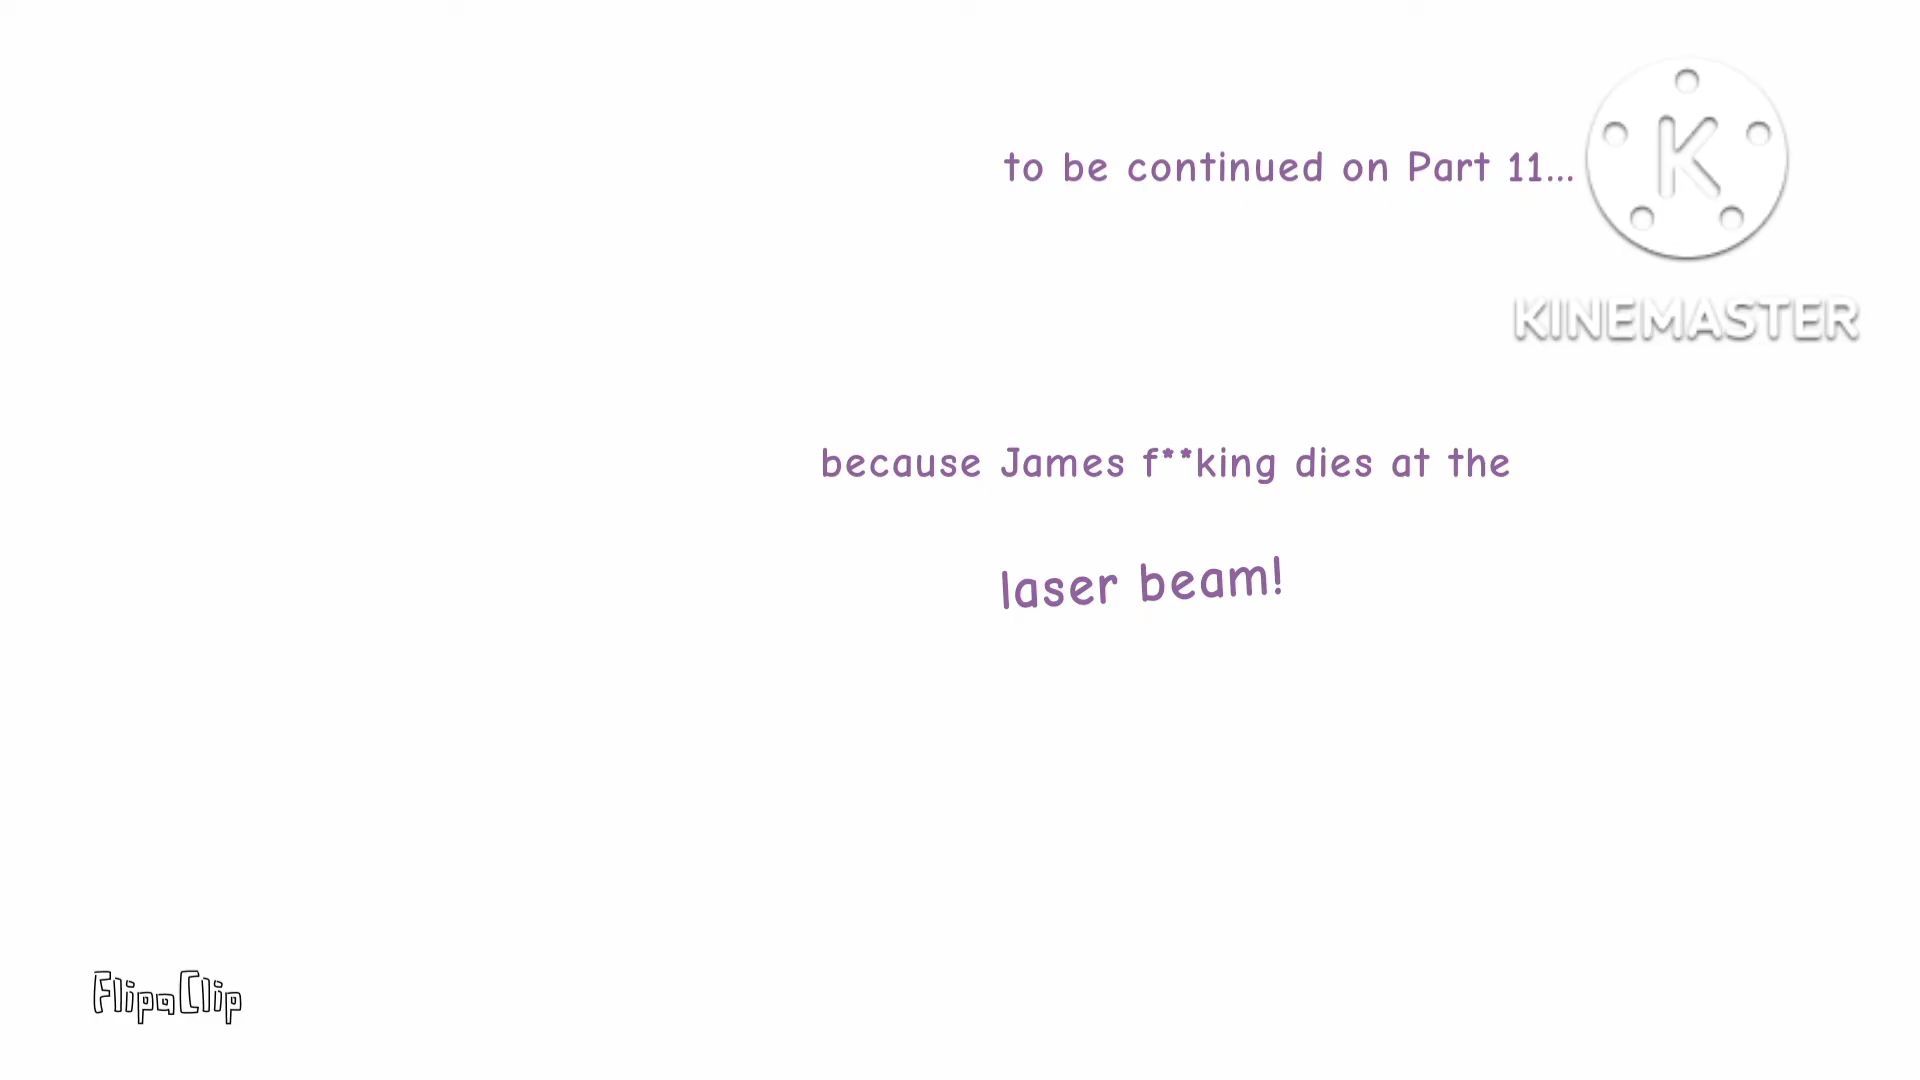 to be continued on Part 11...
K
KINEMASTER
because James f**king dies at the
laser beam!
FlipaClip